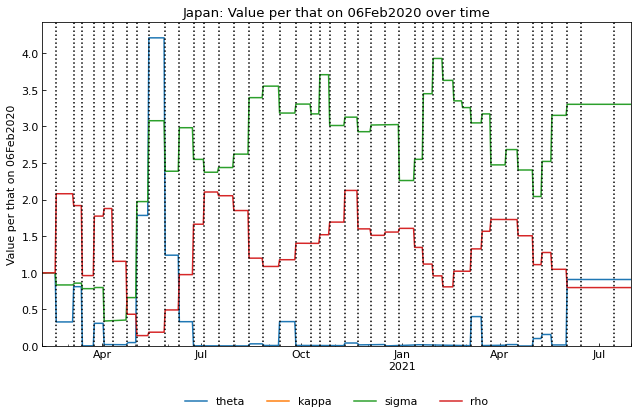 Japan: Value per that on 06Feb2020 over time
Value per that on 06Feb2020
4.0
3.5
3.0
2.5
2.0
1.5
1.0
0.5
0.0
Apr Jul Oct Jan Apr Jul
2021
theta kappa sigma rho